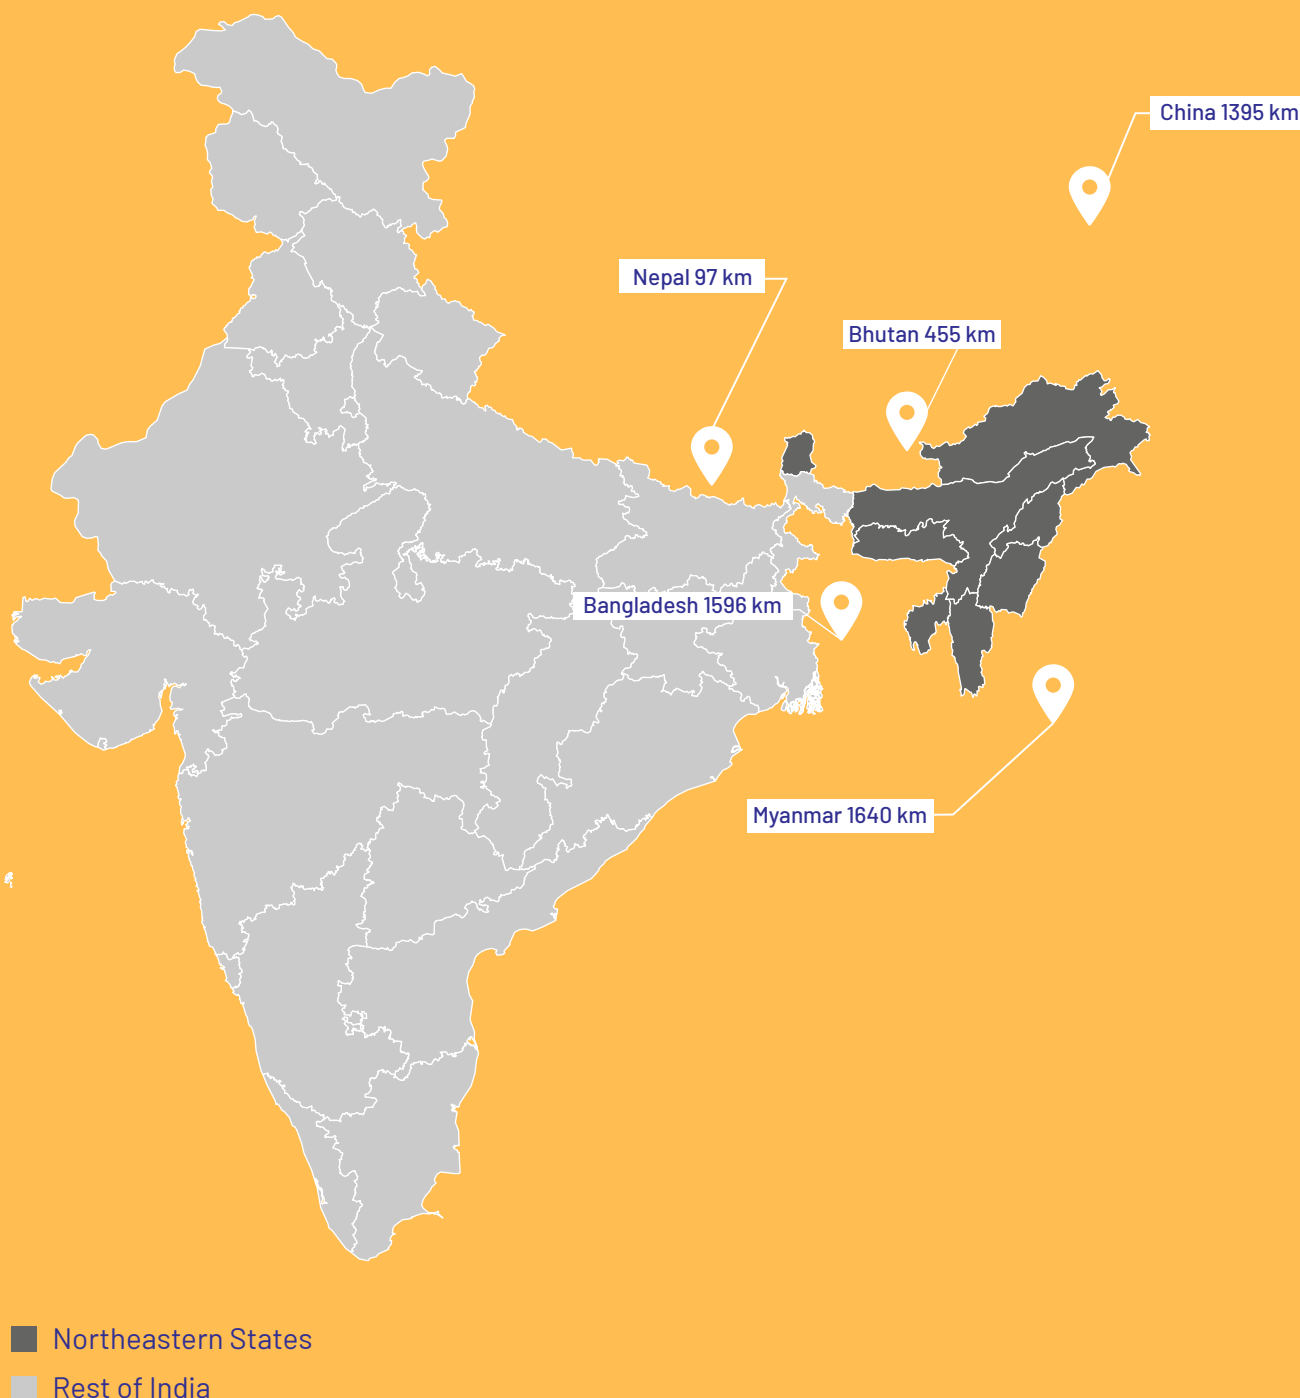 China 1395 km
Nepal 97 km
Bhutan 455 km
Bangladesh 1596 km
Myanmar 1640 km
Northeastern States
Rest of India